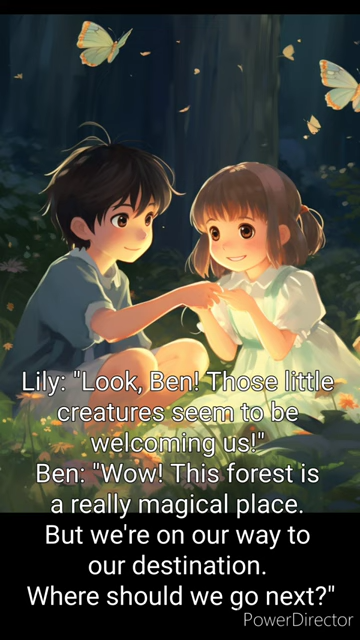 Lily: "Look, Ben! Those little
creatures seem to be
welcoming us!"
Ben: "Wow! This forest is
a really magical place.
But we're on our way to
our destination.
Where should we go next?"
PowerDirector